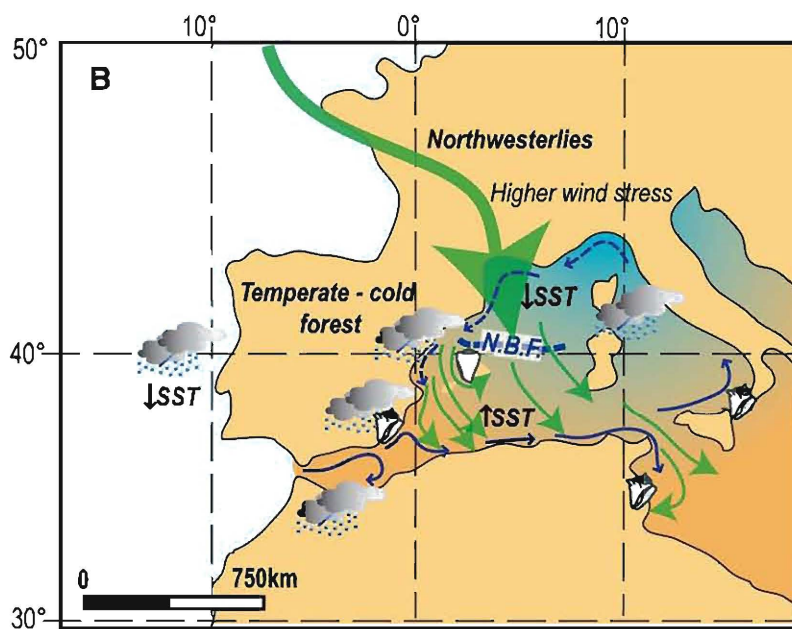 10° 0° 10°
50°
B
Northwesterlies
Higher wind stress
Temperate - cold
forest
↓SST
N.B.F.
40°
↓SST
↑SST
0 750km
30°